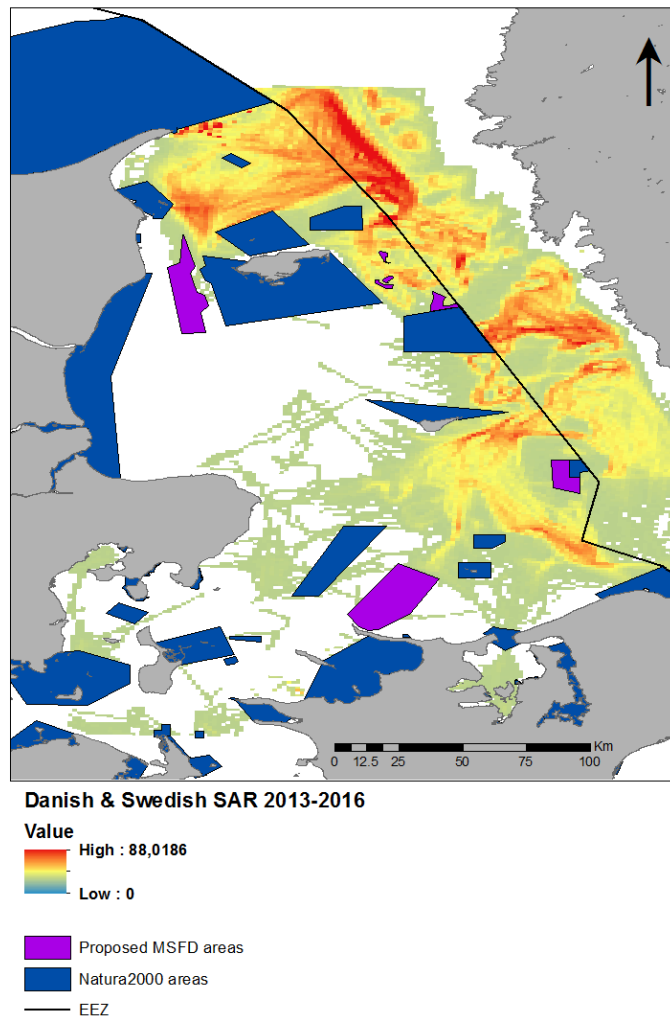 Km
0 12.5 25 50 75 100
Danish & Swedish SAR 2013-2016
Value
High : 88,0186
Low : 0
Proposed MSFD areas
Natura2000 areas
EEZ